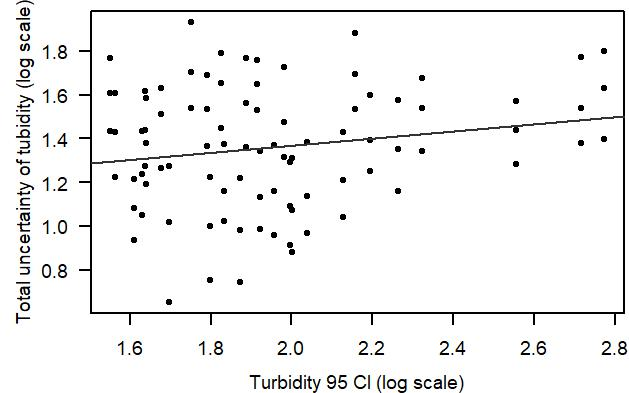 Total uncertainty of tubidity (log scale)
1.8
1.6
1.4
1.2
1.0
0.8
1.6 1.8 2.0 2.2 2.4 2.6 2.8
Turbidity 95 CI (log scale)